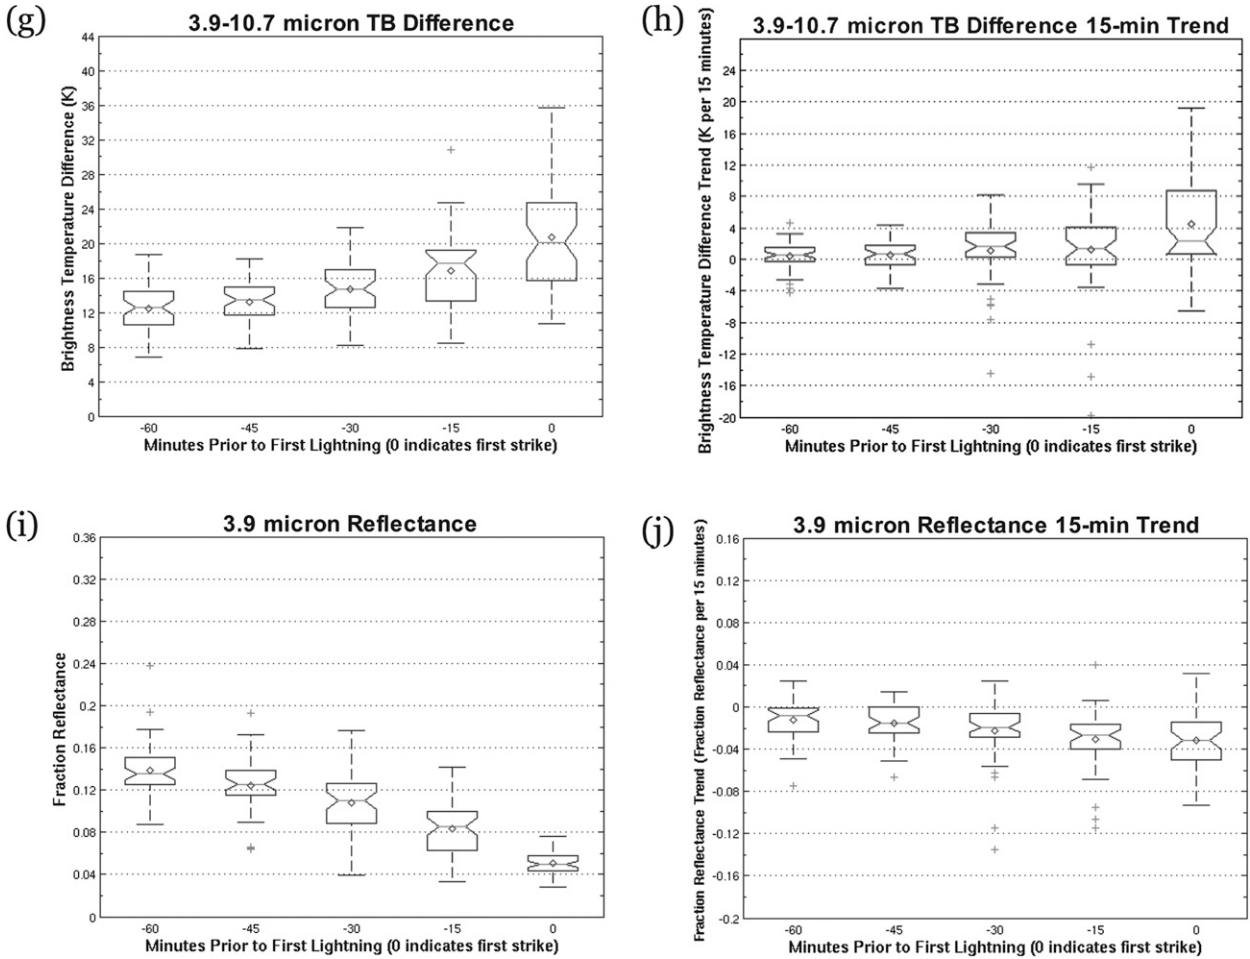 (g)
3.9-10.7 micron TB Difference
Brightness Temperature Difference (K)
44
40
36
32
28
24
20
16
12
8
4
0
-60 -45 -30 -15 0
Minutes Prior to First Lightning (0 indicates first strike)
(h)
3.9-10.7 micron TB Difference 15-min Trend
Brightness Temperature Difference Trend (K per 15 minutes)
24
20
16
12
8
4
0
-4
-8
-12
-16
-20
-60 -45 -30 -15 0
Minutes Prior to First Lightning (0 indicates first strike)
(i)
3.9 micron Reflectance
Fraction Reflectance
0.36
0.32
0.28
0.24
0.2
0.16
0.12
0.08
0.04
0
-60 -45 -30 -15 0
Minutes Prior to First Lightning (0 indicates first strike)
(j)
3.9 micron Reflectance 15-min Trend
Fraction Reflectance Trend (Fraction Reflectance per 15 minutes)
0.16
0.12
0.08
0.04
0
-0.04
-0.08
-0.12
-0.16
-0.2
-60 -45 -30 -15 0
Minutes Prior to First Lightning (0 indicates first strike)